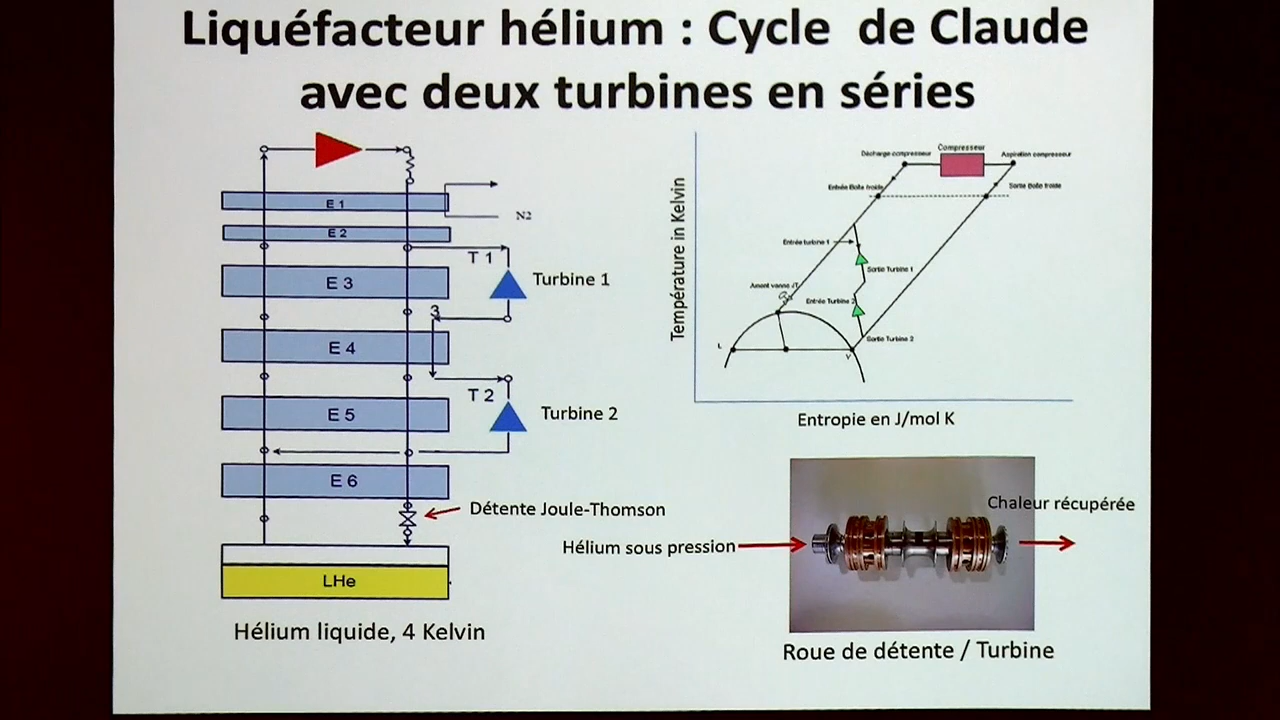 Liquéfacteur hélium : Cycle de Claude
avec deux turbines en séries
E 1
N2
E 2
T 1
Turbine 1
E 3
3
E 4
T 2
E 5
Turbine 2
E 6
Détente Joule-Thomson
LHe
Hélium liquide, 4 Kelvin
Température in Kelvin
Décharge compresseur
Compresseur
Aspiration compresseur
Entrée Boîte froide
Sortie Boîte froide
Entrée turbine 1
Sortie Turbine 1
Amont vanne JT
Entrée Turbine 2
Sortie Turbine 2
L
V
Entropie en J/mol K
Hélium sous pression
Chaleur récupérée
Roue de détente / Turbine